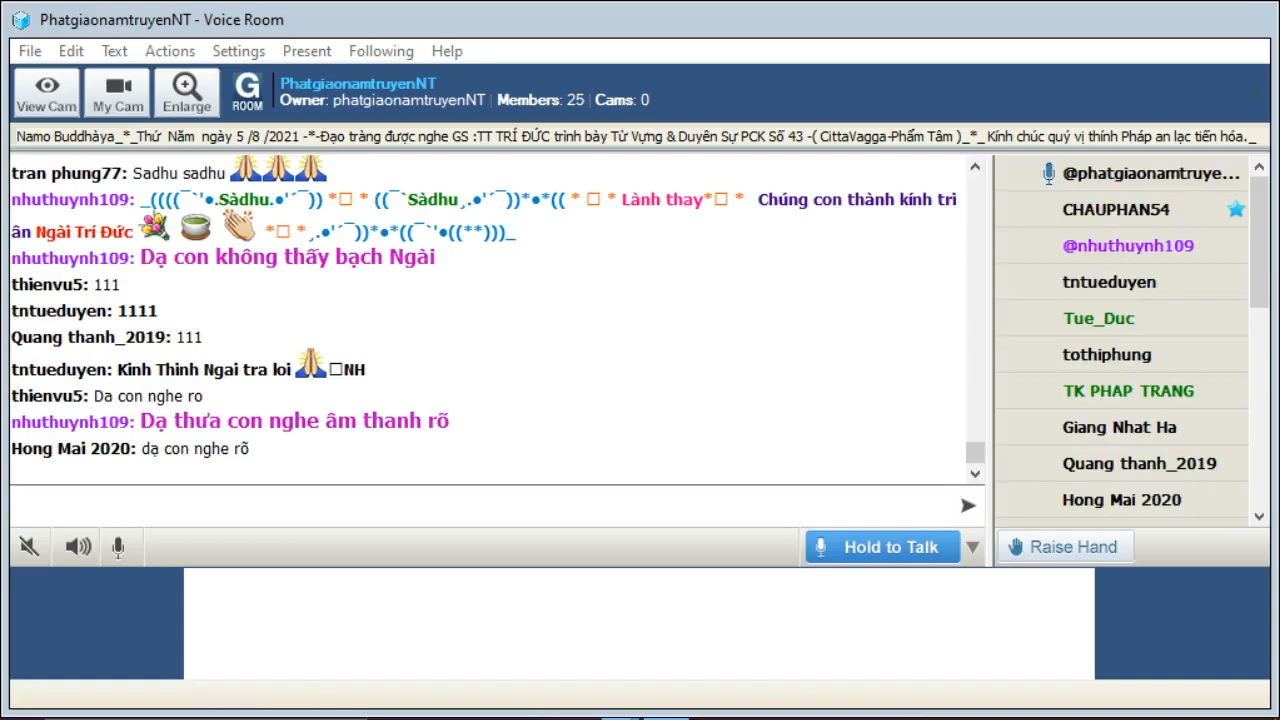 PhatgiaonamtruyenNT - Voice Room
File Edit Text Actions Settings Present Following Help
View Cam My Cam Enlarge G ROOM
PhatgiaonamtruyenNT
Owner: phatgiaonamtruyenNT | Members: 25 | Cams: 0
Namo Buddhàya_*_Thứ Năm ngày 5 /8 /2021 -*-Đạo tràng được nghe GS :TT TRÍ ĐỨC trình bày Từ Vựng & Duyên Sự PCK Số 43 -( CittaVagga-Phẩm Tâm )_*_Kính chúc quý vị thính Pháp an lạc tiến hóa._
tran phung77: Sadhu sadhu 🙏🙏🙏
nhuthuynh109: _((((¯`'•.Sàdhu.•'´¯)) *□ * ((¯`Sàdhu¸.•'´¯))*•*(( * □ * Lành thay*□ * Chúng con thành kính tri
ân Ngài Trí Đức 💐 🍵 👏 *□ *¸.•'´¯))*•*((¯`'•((**)))_
nhuthuynh109: Dạ con không thấy bạch Ngài
thienvu5: 111
tntueduyen: 1111
Quang thanh_2019: 111
tntueduyen: Kinh Thinh Ngai tra loi 🙏□NH
thienvu5: Da con nghe ro
nhuthuynh109: Dạ thưa con nghe âm thanh rõ
Hong Mai 2020: dạ con nghe rõ
@phatgiaonamtruye...
CHAUPHAN54
@nhuthuynh109
tntueduyen
Tue_Duc
tothiphung
TK PHAP TRANG
Giang Nhat Ha
Quang thanh_2019
Hong Mai 2020
Hold to Talk
Raise Hand